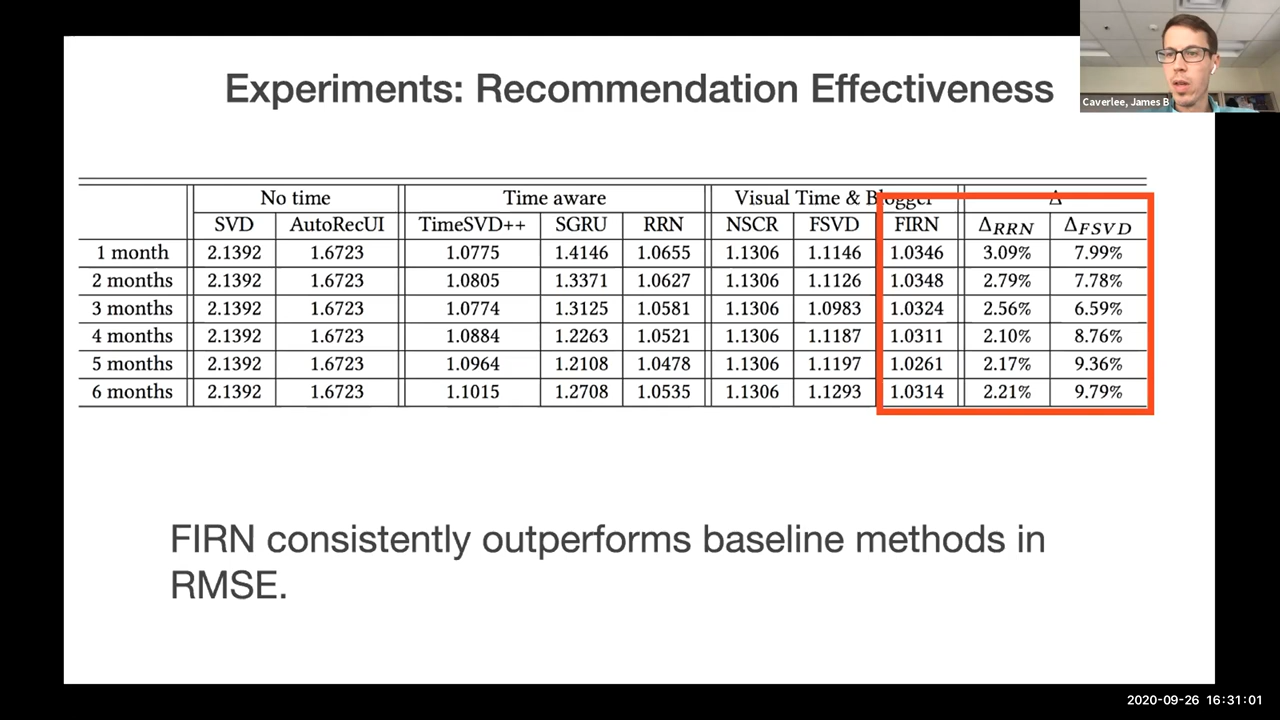 Experiments: Recommendation Effectiveness
Caverlee, James B
No time Time aware Visual Time & Blogger Δ
SVD AutoRecUI TimeSVD++ SGRU RRN NSCR FSVD FIRN ΔRRN ΔFSVD
1 month 2.1392 1.6723 1.0775 1.4146 1.0655 1.1306 1.1146 1.0346 3.09% 7.99%
2 months 2.1392 1.6723 1.0805 1.3371 1.0627 1.1306 1.1126 1.0348 2.79% 7.78%
3 months 2.1392 1.6723 1.0774 1.3125 1.0581 1.1306 1.0983 1.0324 2.56% 6.59%
4 months 2.1392 1.6723 1.0884 1.2263 1.0521 1.1306 1.1187 1.0311 2.10% 8.76%
5 months 2.1392 1.6723 1.0964 1.2108 1.0478 1.1306 1.1197 1.0261 2.17% 9.36%
6 months 2.1392 1.6723 1.1015 1.2708 1.0535 1.1306 1.1293 1.0314 2.21% 9.79%
FIRN consistently outperforms baseline methods in
RMSE.
2020-09-26 16:31:01